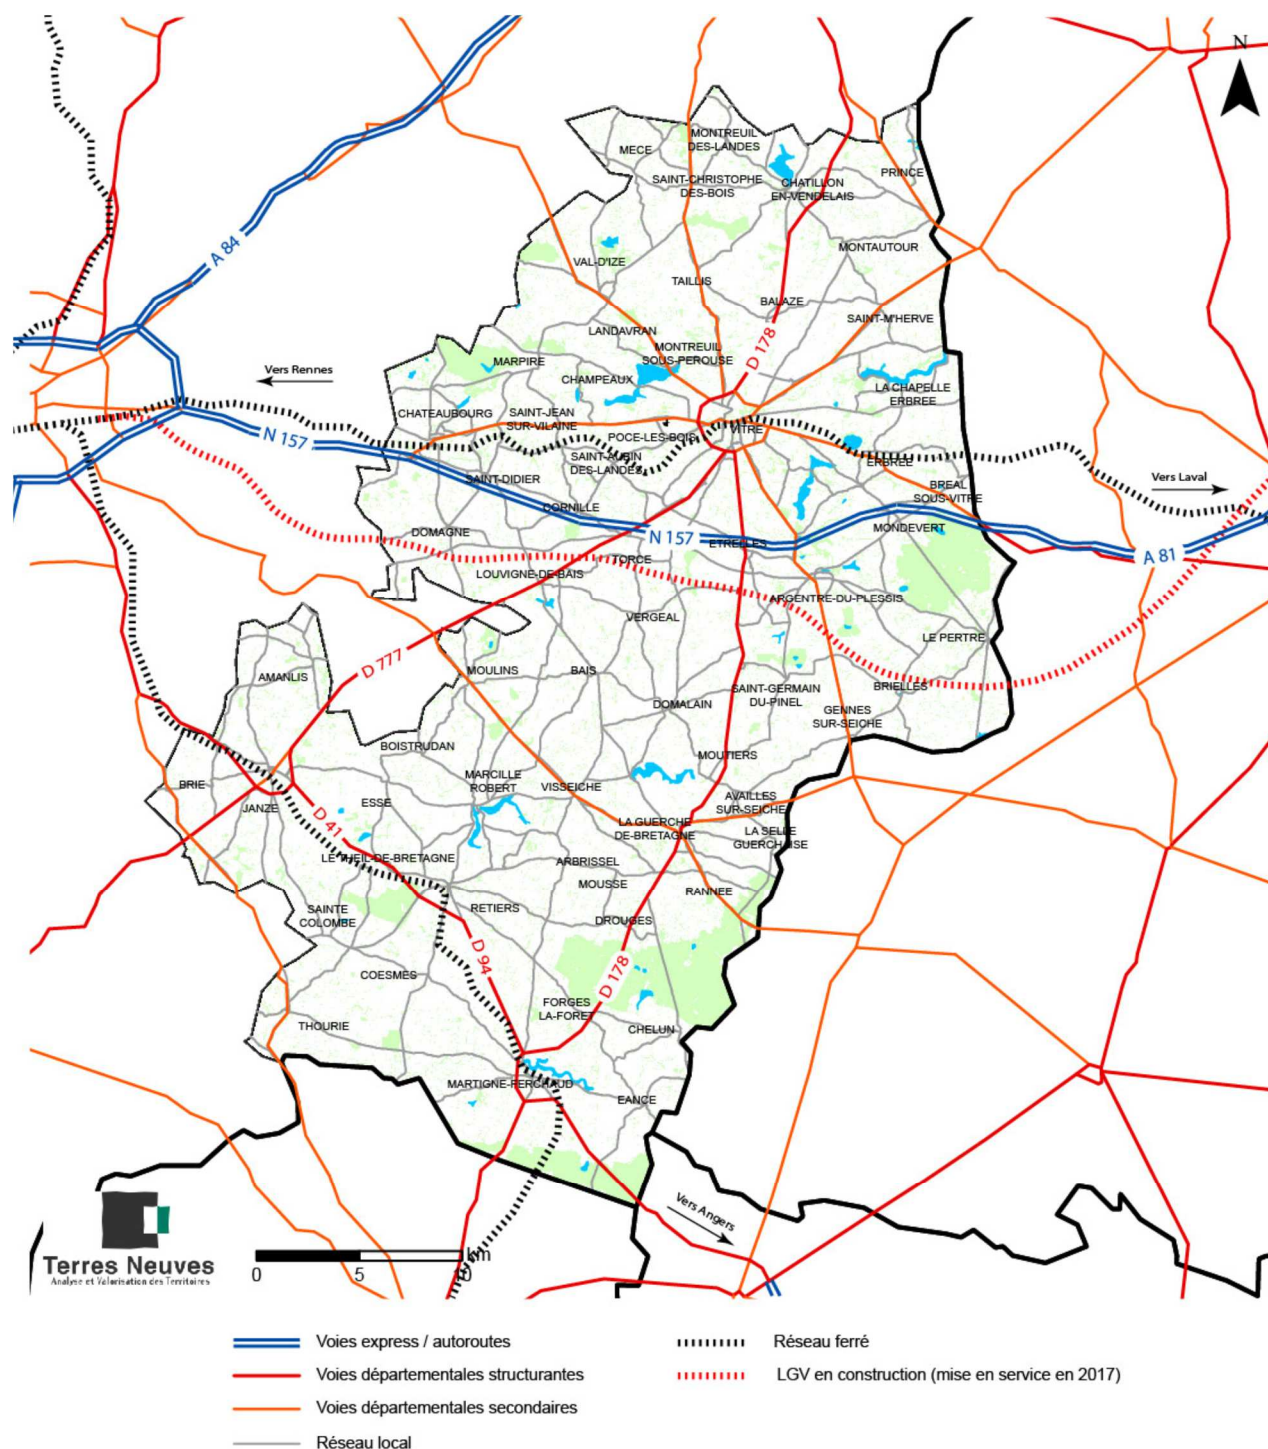 N
MONTREUIL
DES-LANDES
MECE
PRINCE
SAINT-CHRISTOPHE
DES-BOIS
CHATILLON
EN-VENDELAIS
A 84
MONTAUTOUR
VAL-D'IZE
TAILLIS
BALAZE
SAINT-M'HERVE
LANDAVRAN
D 178
MONTREUIL
SOUS-PEROUSE
MARPIRE
Vers Rennes
CHAMPEAUX
LA CHAPELLE
ERBREE
CHATEAUBOURG
SAINT-JEAN
SUR-VILAINE
N 157
POCE-LES-BOIS
VITRE
SAINT-AUBIN
DES-LANDES
ERBREE
Vers Laval
SAINT-DIDIER
BREAL
SOUS-VITRE
CORNILLE
MONDEVERT
DOMAGNE
N 157
ETRELLES
A 81
TORCE
LOUVIGNE-DE-BAIS
ARGENTRE-DU-PLESSIS
VERGEAL
LE PERTRE
D 777
MOULINS
BAIS
AMANLIS
SAINT-GERMAIN
DU-PINEL
BRIELLES
DOMALAIN
GENNES
SUR-SEICHE
BOISTRUDAN
MOUTIERS
MARCILLE
ROBERT
VISSEICHE
BRIE
AVAILLES
SUR-SEICHE
JANZE
ESSE
D 41
LA GUERCHE
DE-BRETAGNE
LA SELLE
GUERCHAISE
LE THEIL-DE-BRETAGNE
ARBRISSEL
MOUSSE
RANNEE
SAINTE
COLOMBE
RETIERS
DROUGES
D 94
D 178
COESMES
FORGES
LA-FORET
THOURIE
CHELUN
MARTIGNE-FERCHAUD
EANCE
Vers Angers
Terres Neuves
Analyse et Valorisation des Territoires
km
0 5 10
Voies express / autoroutes
Voies départementales structurantes
Voies départementales secondaires
Réseau local
Réseau ferré
LGV en construction (mise en service en 2017)